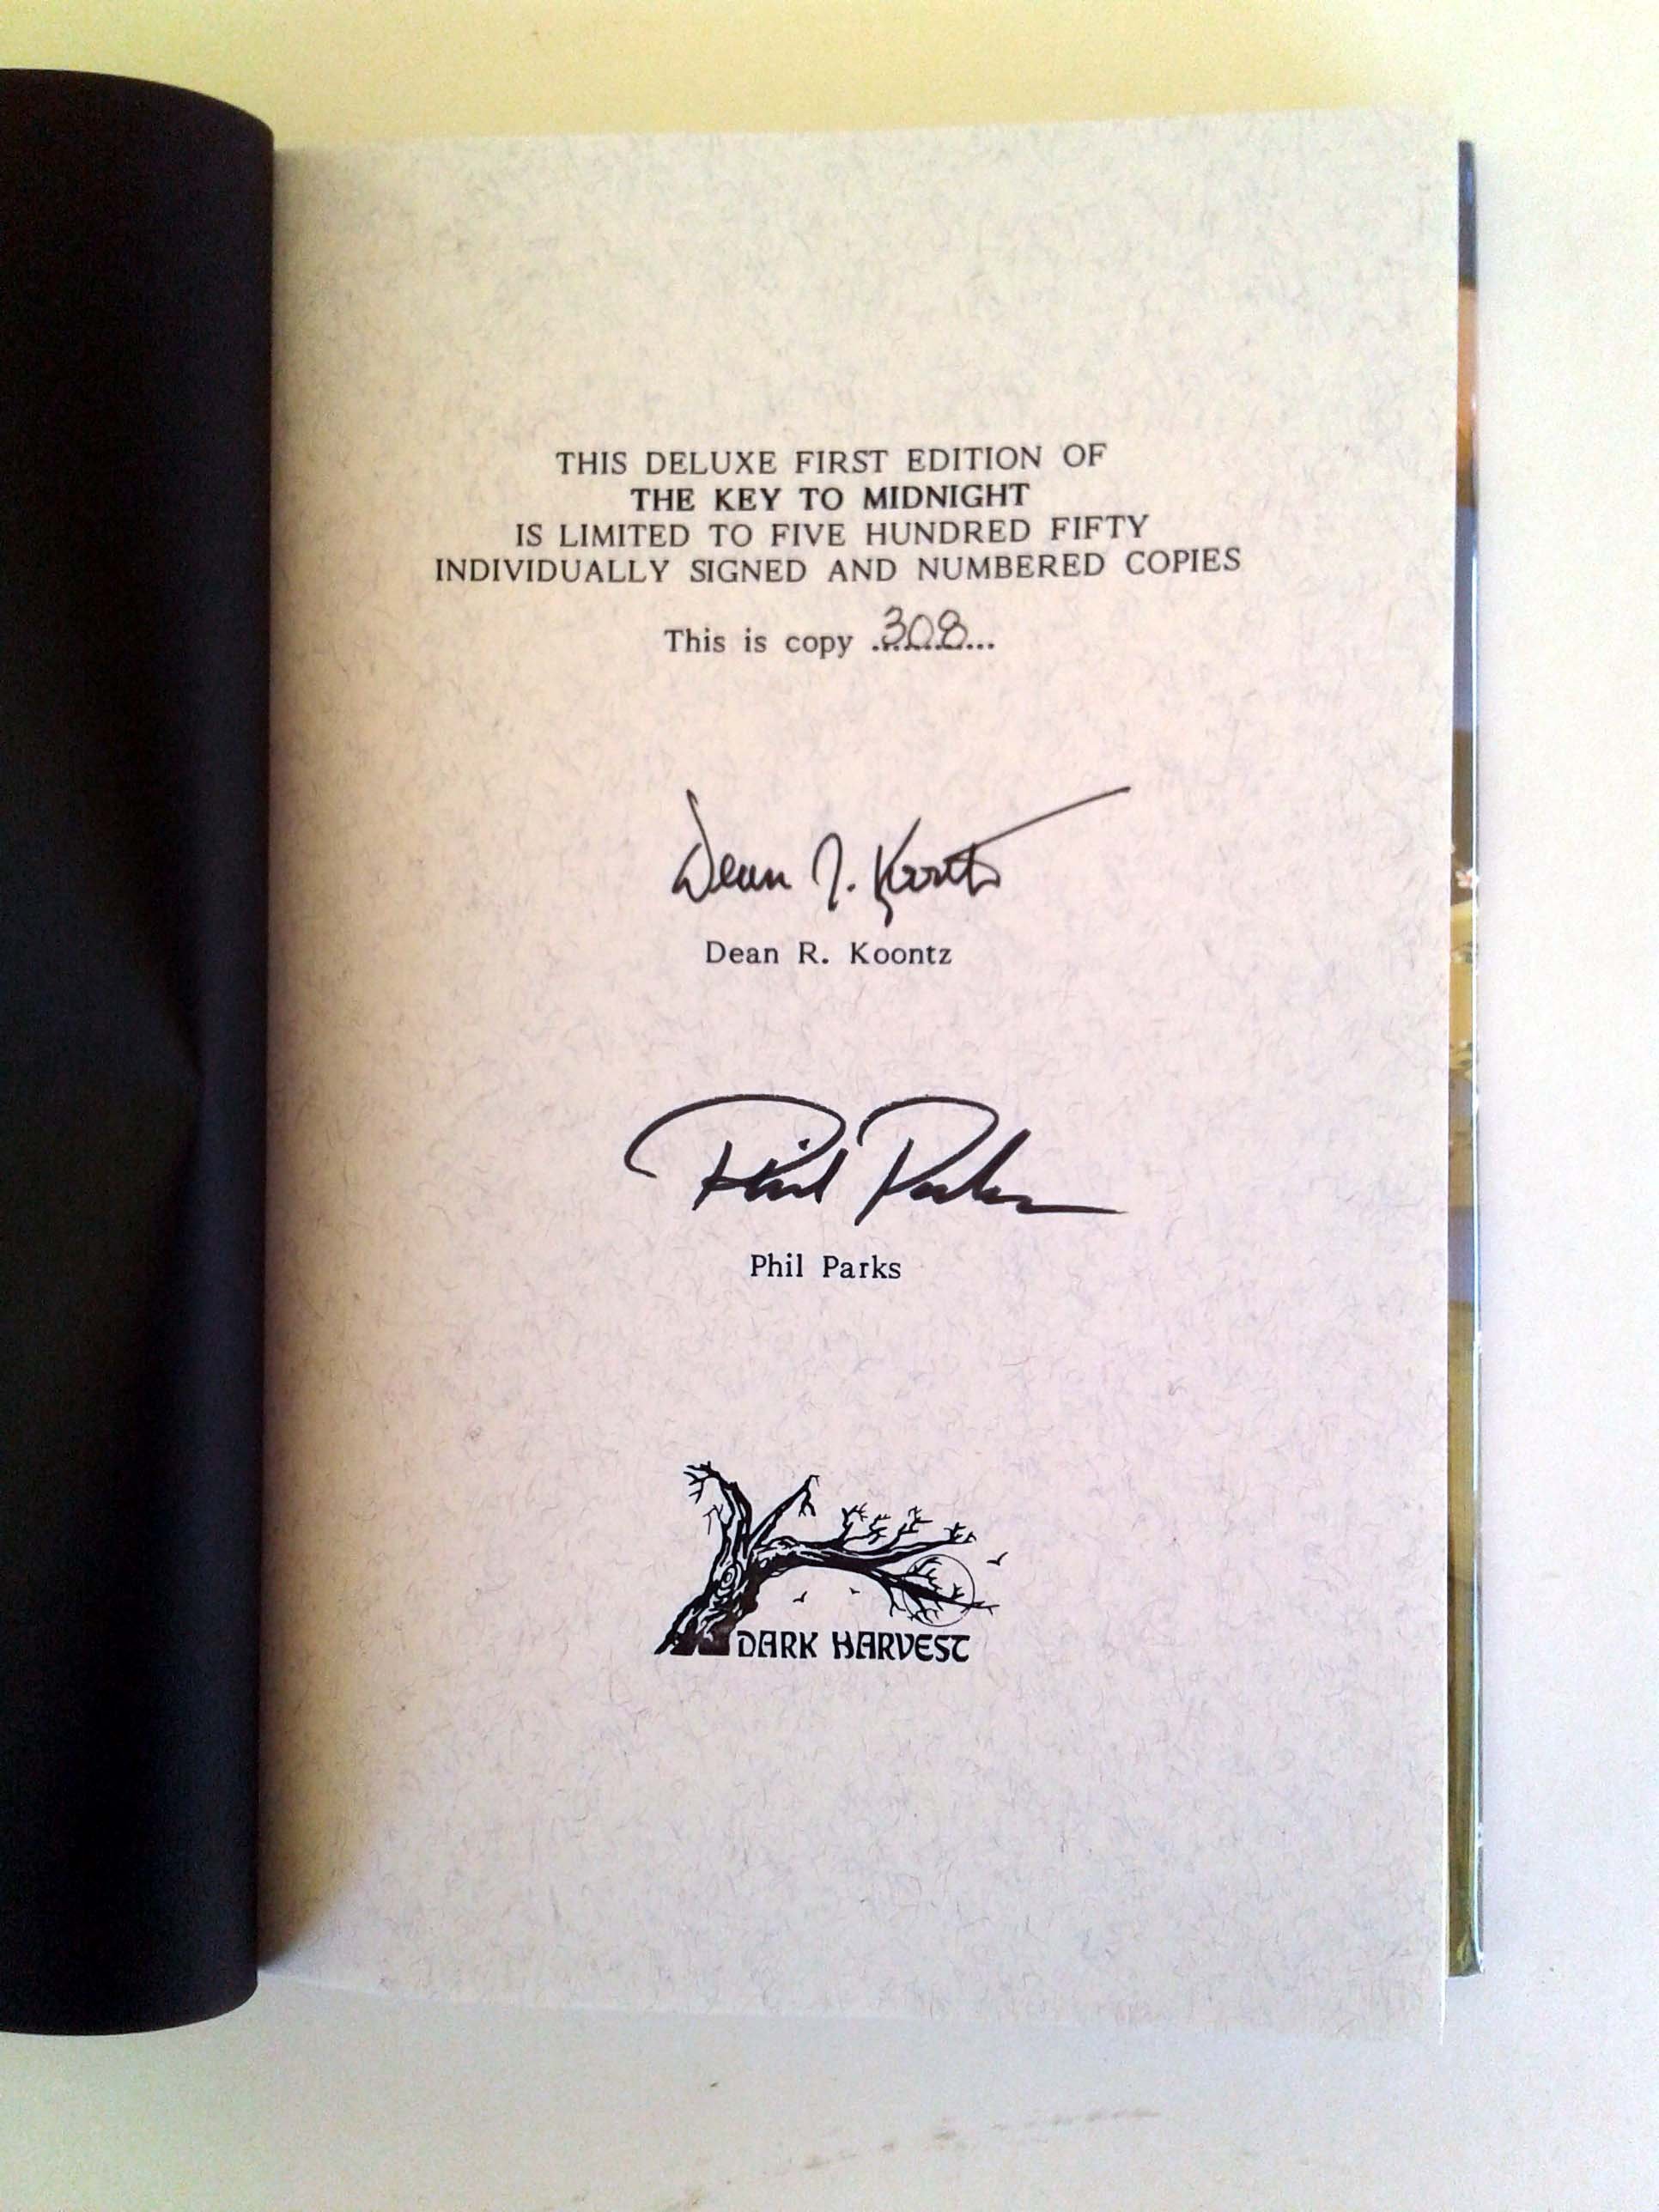 THIS DELUXE FIRST EDITION OF
THE KEY TO MIDNIGHT
IS LIMITED TO FIVE HUNDRED FIFTY
INDIVIDUALLY SIGNED AND NUMBERED COPIES
This is copy 308...
Dean R. Koontz
Dean R. Koontz
Phil Parks
Phil Parks
DARK HARVEST